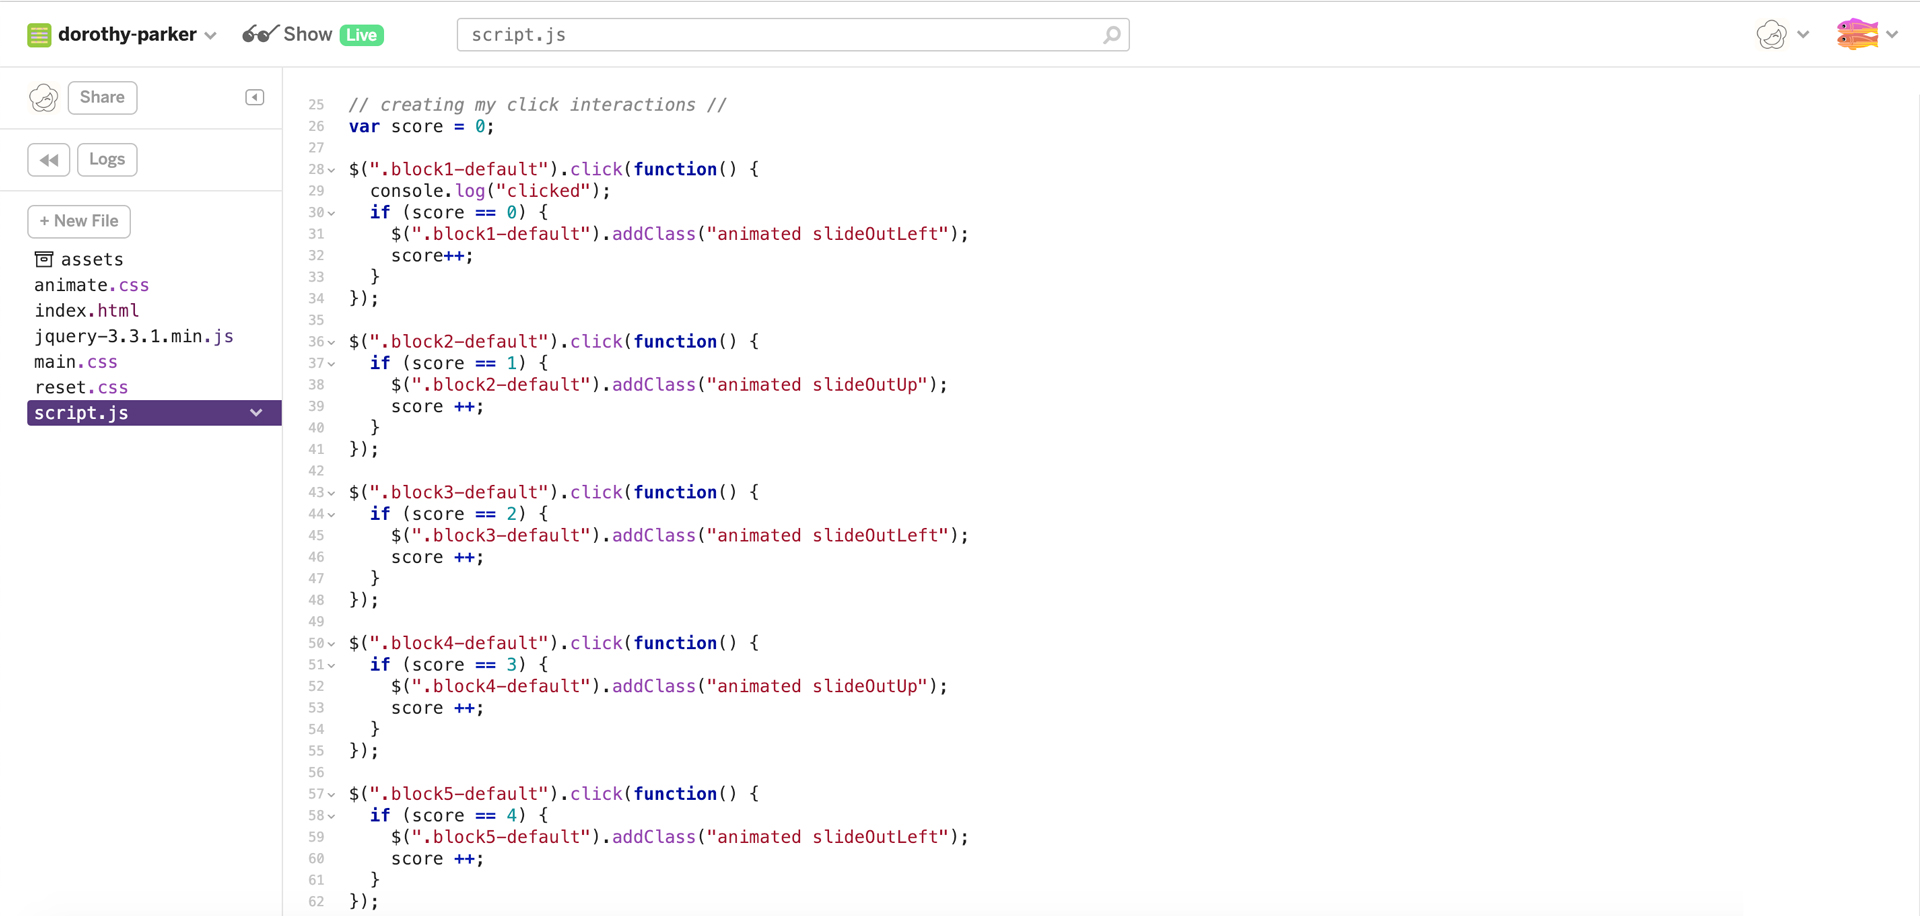 dorothy-parker Show Live script.js
Share
Logs
+ New File
assets
animate.css
index.html
jquery-3.3.1.min.js
main.css
reset.css
script.js
25 // creating my click interactions //
26 var score = 0;
27
28 $(".block1-default").click(function() {
29   console.log("clicked");
30   if (score == 0) {
31     $(".block1-default").addClass("animated slideOutLeft");
32     score++;
33   }
34 });
35
36 $(".block2-default").click(function() {
37   if (score == 1) {
38     $(".block2-default").addClass("animated slideOutUp");
39     score ++;
40   }
41 });
42
43 $(".block3-default").click(function() {
44   if (score == 2) {
45     $(".block3-default").addClass("animated slideOutLeft");
46     score ++;
47   }
48 });
49
50 $(".block4-default").click(function() {
51   if (score == 3) {
52     $(".block4-default").addClass("animated slideOutUp");
53     score ++;
54   }
55 });
56
57 $(".block5-default").click(function() {
58   if (score == 4) {
59     $(".block5-default").addClass("animated slideOutLeft");
60     score ++;
61   }
62 });